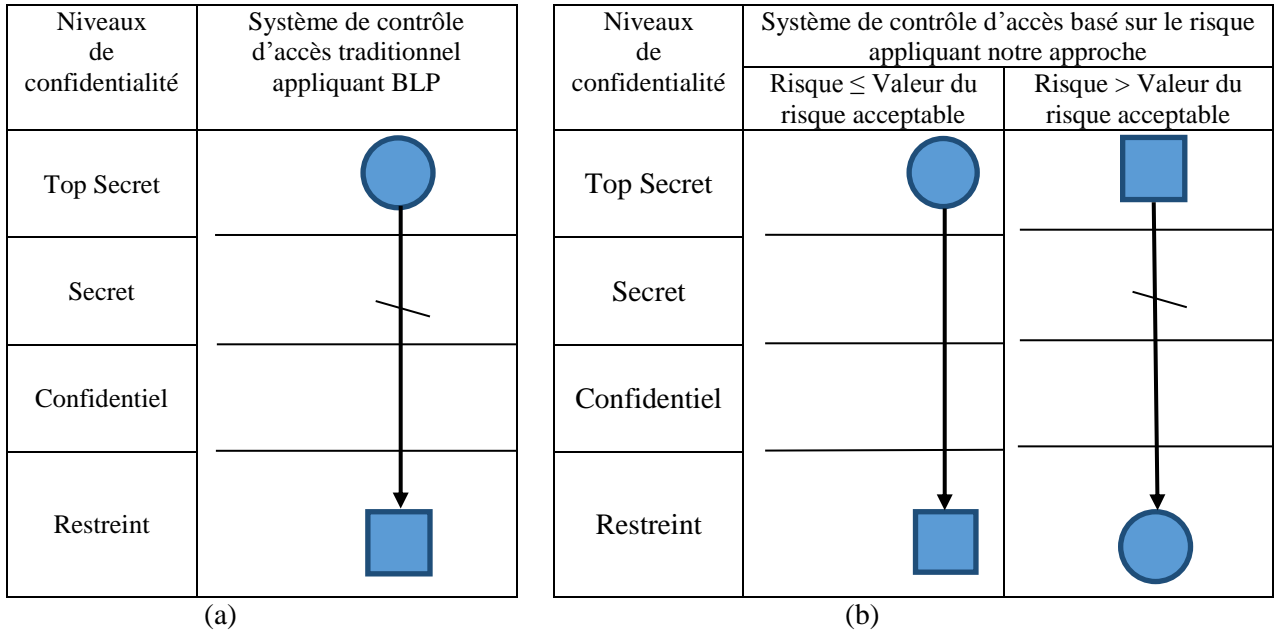 Niveaux
de
confidentialité
Système de contrôle
d’accès traditionnel
appliquant BLP
Top Secret
Secret
Confidentiel
Restreint
(a)
Niveaux
de
confidentialité
Système de contrôle d’accès basé sur le risque
appliquant notre approche
Risque ≤ Valeur du
risque acceptable
Risque > Valeur du
risque acceptable
Top Secret
Secret
Confidentiel
Restreint
(b)